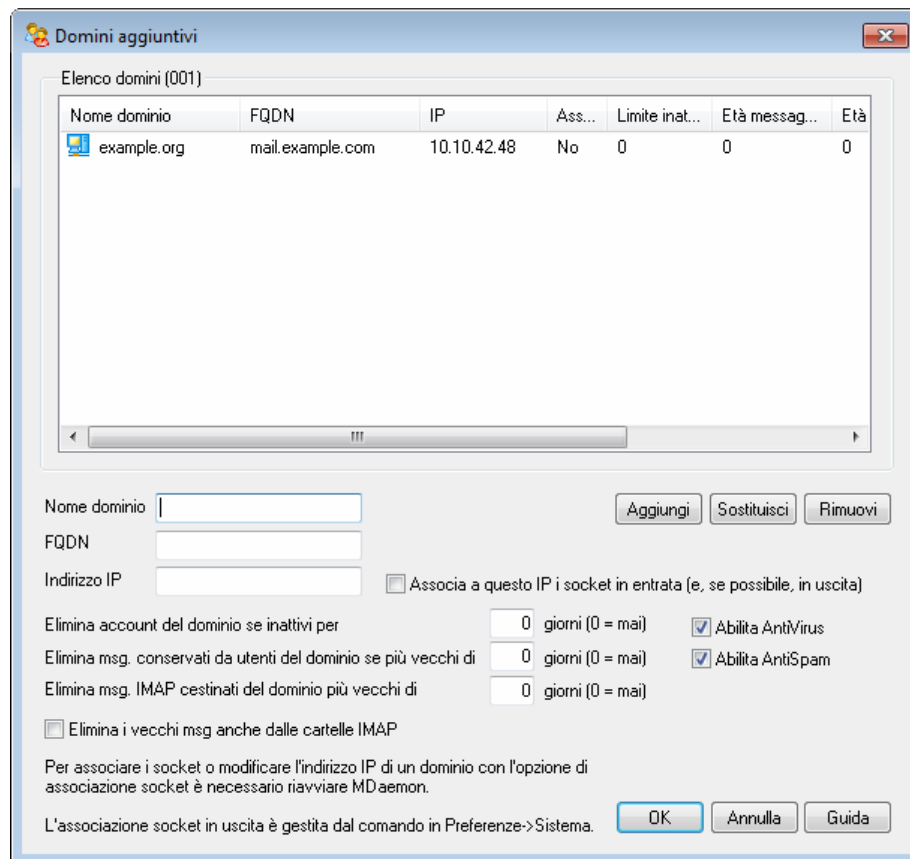 Domini aggiuntivi
Elenco domini (001)
Nome dominio FQDN IP Ass... Limite inat... Età messag... Età
example.org mail.example.com 10.10.42.48 No 0 0 0
Nome dominio Aggiungi Sostituisci Rimuovi
FQDN
Indirizzo IP Associa a questo IP i socket in entrata (e, se possibile, in uscita)
Elimina account del dominio se inattivi per 0 giorni (0 = mai) Abilita AntiVirus
Elimina msg. conservati da utenti del dominio se più vecchi di 0 giorni (0 = mai) Abilita AntiSpam
Elimina msg. IMAP cestinati del dominio più vecchi di 0 giorni (0 = mai)
Elimina i vecchi msg anche dalle cartelle IMAP
Per associare i socket o modificare l'indirizzo IP di un dominio con l'opzione di
associazione socket è necessario riavviare MDaemon.
L'associazione socket in uscita è gestita dal comando in Preferenze->Sistema. OK Annulla Guida